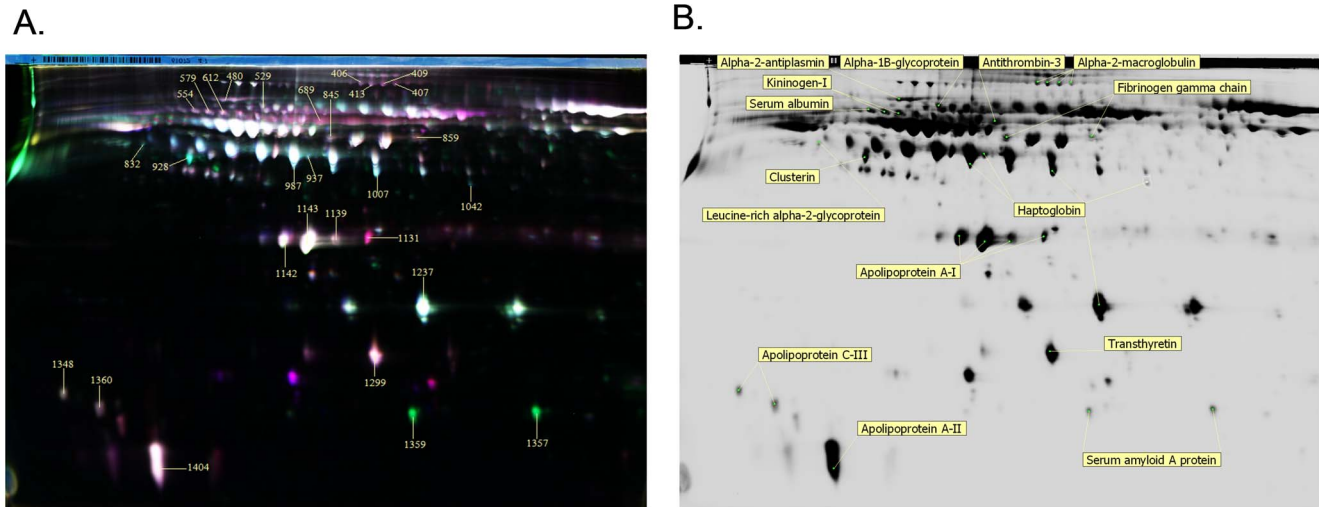 A.
B.
406
409
413
407
579
612
480
529
554
689
845
859
832
928
987
937
1007
1042
1143
1139
1131
1142
1237
1299
1348
1360
1359
1357
1404
Alpha-2-antiplasmin
Alpha-1B-glycoprotein
Antithrombin-3
Alpha-2-macroglobulin
Kininogen-I
Fibrinogen gamma chain
Serum albumin
Clusterin
Leucine-rich alpha-2-glycoprotein
Haptoglobin
Apolipoprotein A-I
Transthyretin
Apolipoprotein C-III
Apolipoprotein A-II
Serum amyloid A protein